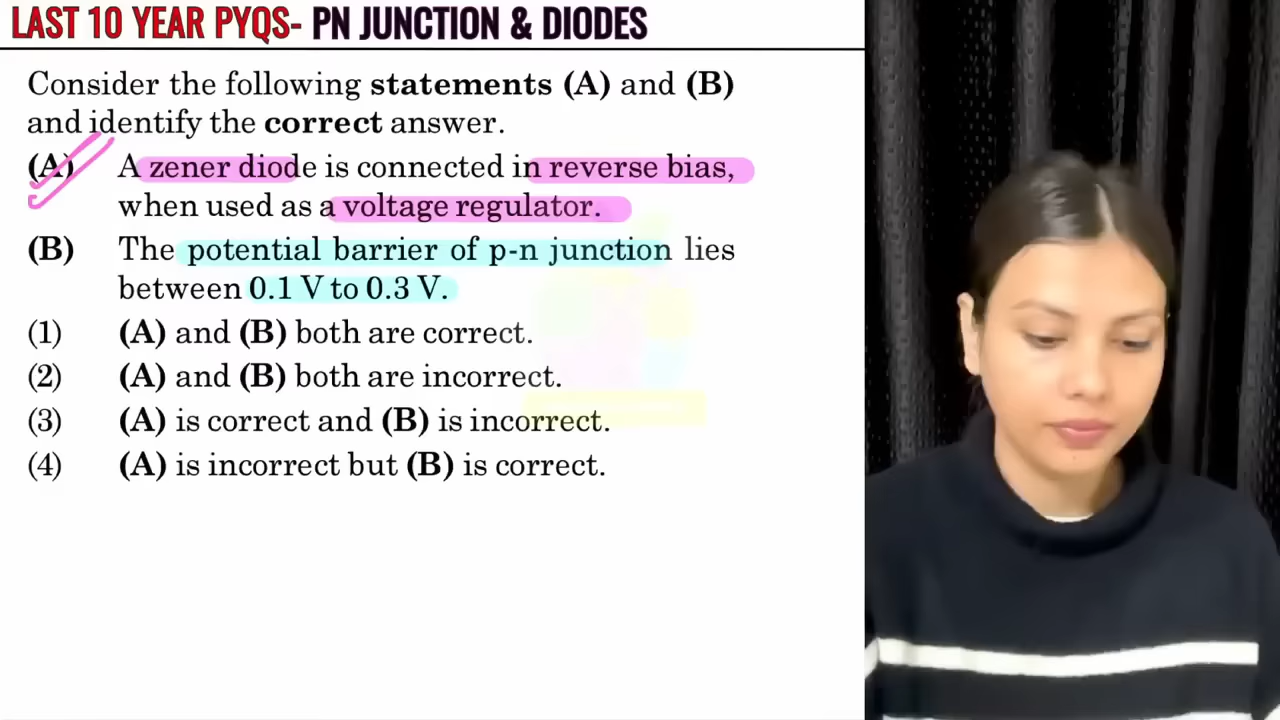 LAST 10 YEAR PYQS- PN JUNCTION & DIODES
Consider the following statements (A) and (B)
and identify the correct answer.
(A) A zener diode is connected in reverse bias,
when used as a voltage regulator.
(B) The potential barrier of p-n junction lies
between 0.1 V to 0.3 V.
(1) (A) and (B) both are correct.
(2) (A) and (B) both are incorrect.
(3) (A) is correct and (B) is incorrect.
(4) (A) is incorrect but (B) is correct.